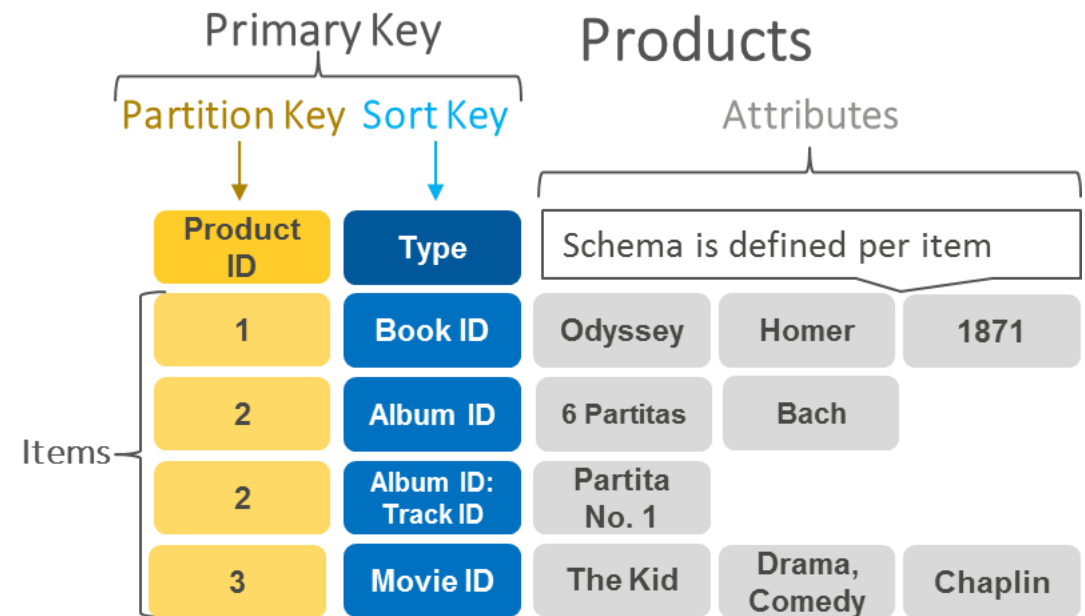 Primary Key
Products
Partition Key
Sort Key
Attributes
Product
ID
Type
Schema is defined per item
Items
1
Book ID
Odyssey
Homer
1871
2
Album ID
6 Partitas
Bach
2
Album ID:
Track ID
Partita
No. 1
3
Movie ID
The Kid
Drama,
Comedy
Chaplin